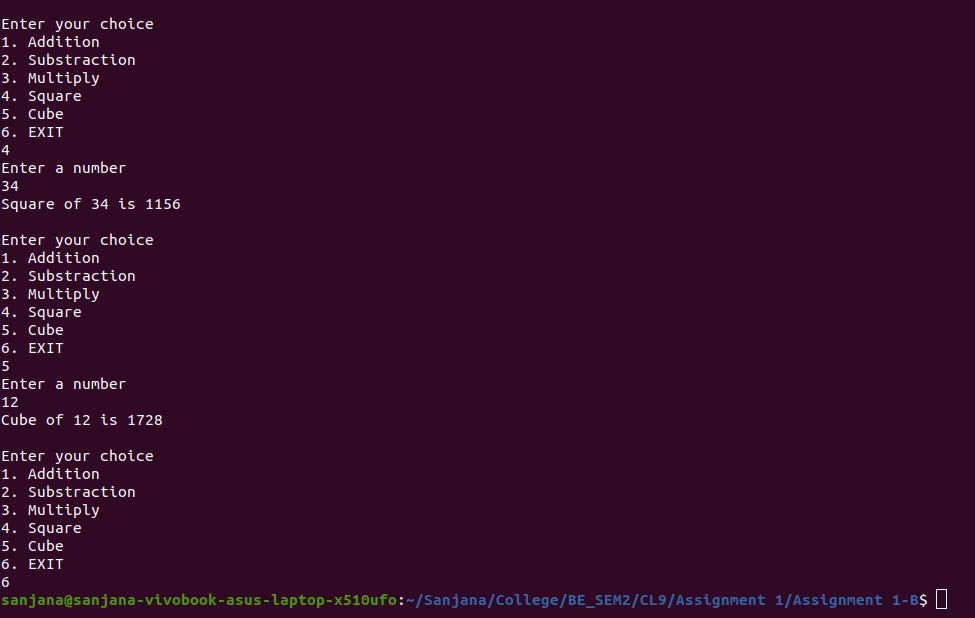 Enter your choice
1. Addition
2. Substraction
3. Multiply
4. Square
5. Cube
6. EXIT
4
Enter a number
34
Square of 34 is 1156
Enter your choice
1. Addition
2. Substraction
3. Multiply
4. Square
5. Cube
6. EXIT
5
Enter a number
12
Cube of 12 is 1728
Enter your choice
1. Addition
2. Substraction
3. Multiply
4. Square
5. Cube
6. EXIT
6
sanjana@sanjana-vivobook-asus-laptop-x510ufo:~/Sanjana/College/BE_SEM2/CL9/Assignment 1/Assignment 1-B$